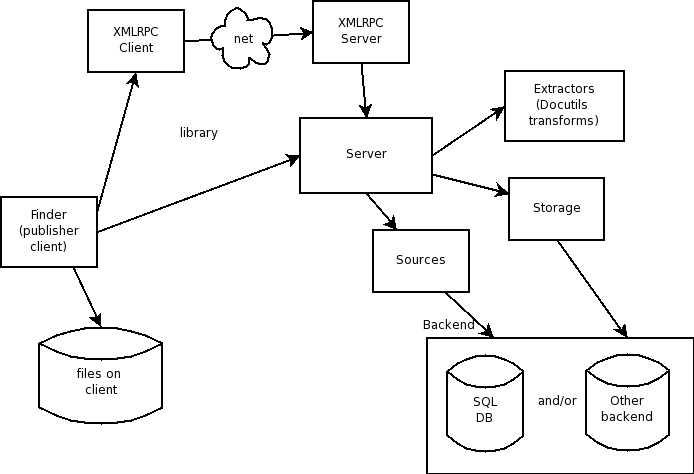 XMLRPC
Client
net
XMLRPC
Server
Extractors
(Docutils
transforms)
library
Server
Finder
(publisher
client)
Storage
Sources
Backend
files on
client
SQL
DB
and/or
Other
backend